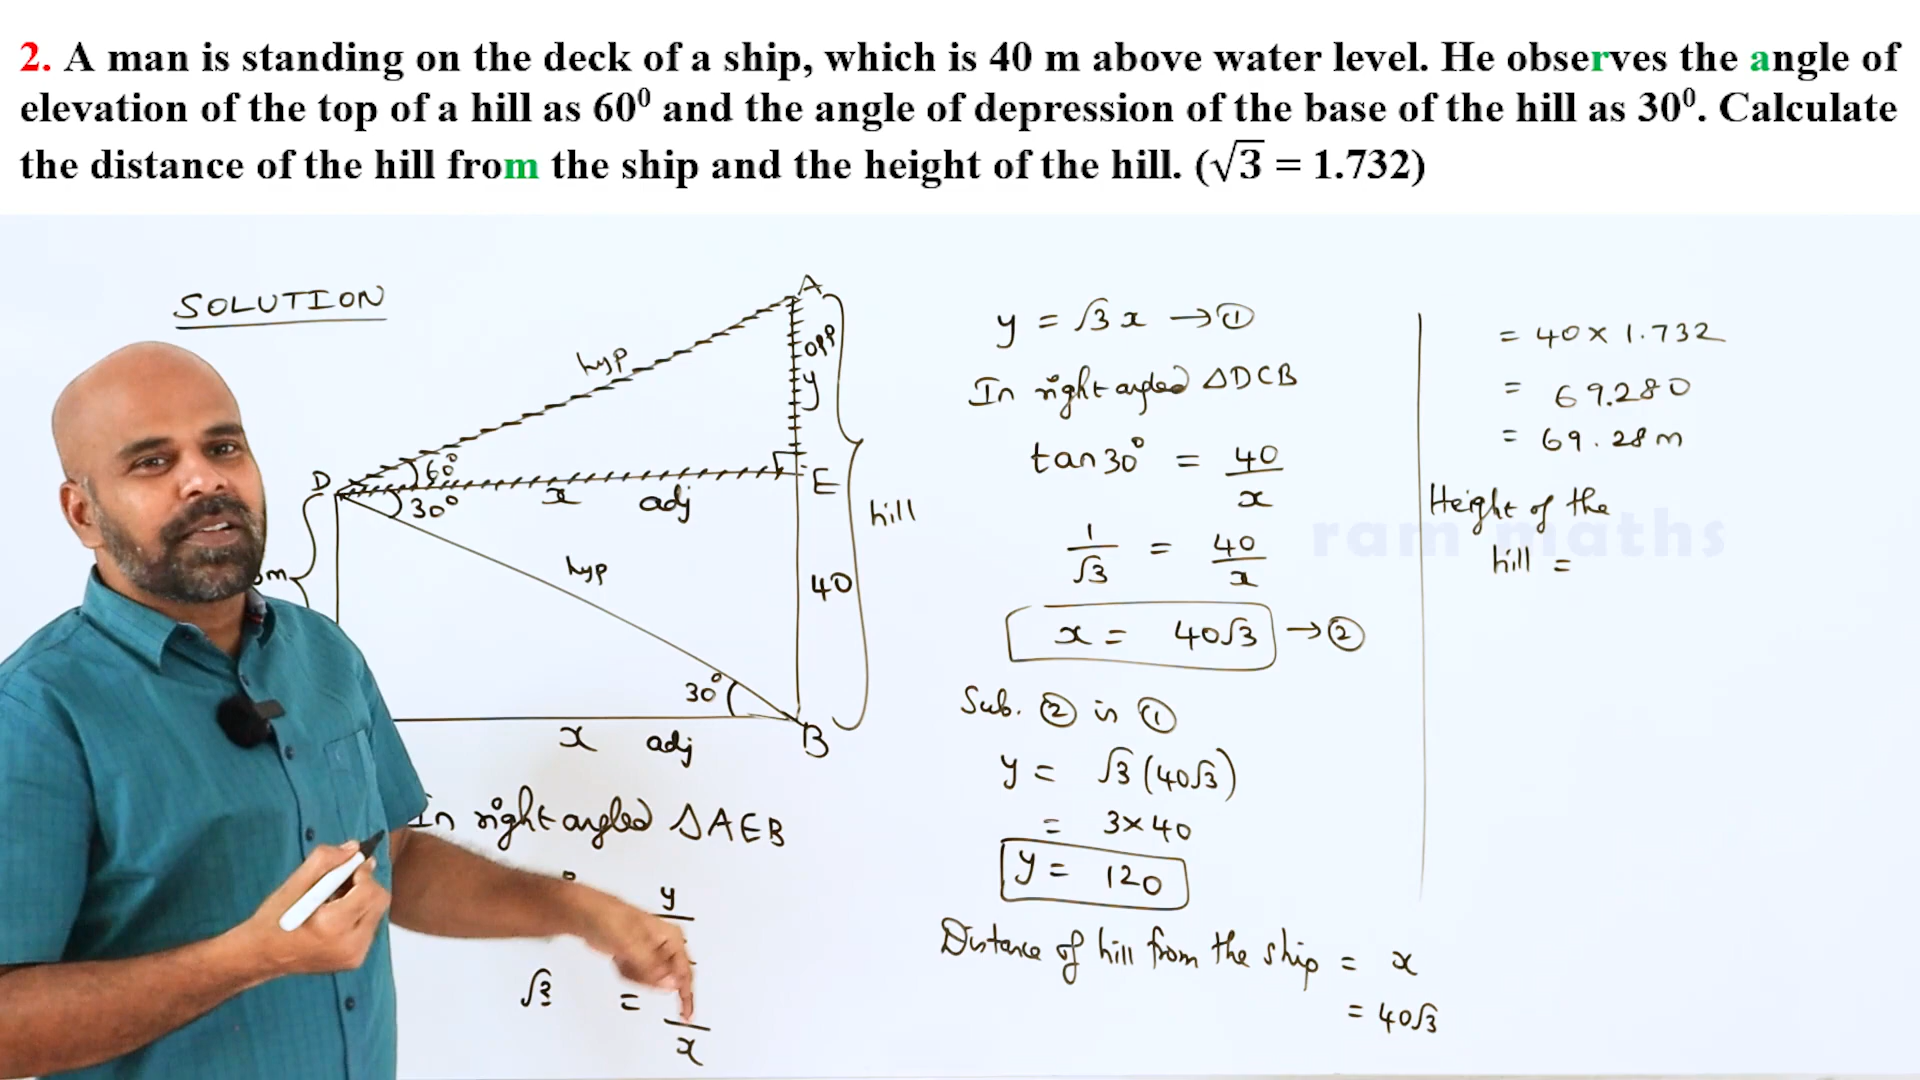 2. A man is standing on the deck of a ship, which is 40 m above water level. He observes the angle of
elevation of the top of a hill as 60⁰ and the angle of depression of the base of the hill as 30⁰. Calculate
the distance of the hill from the ship and the height of the hill. (√3 = 1.732)
SOLUTION
A
hyp
opp
y
D
60°
30°
x adj
E
hill
hyp
40
m
30°
x adj
B
In right angled △AEB
y
√3 = 
x
y = √3 x → ①
In right angled △DCB
tan 30° = 40/x
1/√3 = 40/x
x = 40√3 → ②
Sub. ② in ①
y = √3 (40√3)
= 3×40
y = 120
Distance of hill from the ship = x
= 40√3
= 40 × 1.732
= 69.280
= 69.28m
Height of the
hill =
ram maths